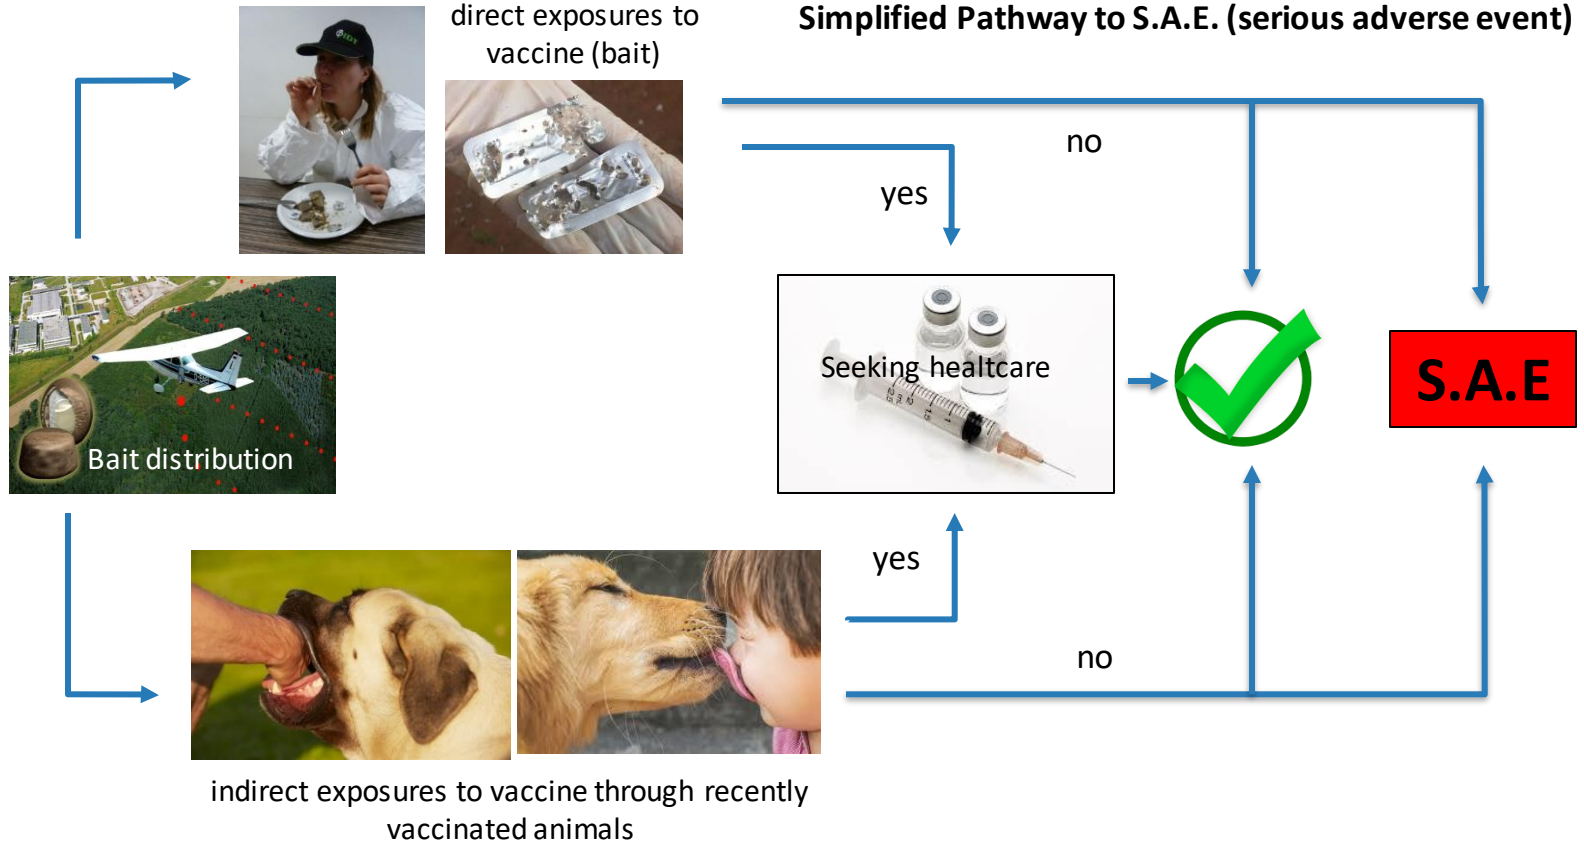 Simplified Pathway to S.A.E. (serious adverse event)
direct exposures to
vaccine (bait)
no
yes
Seeking healtcare
S.A.E
Bait distribution
yes
no
indirect exposures to vaccine through recently
vaccinated animals